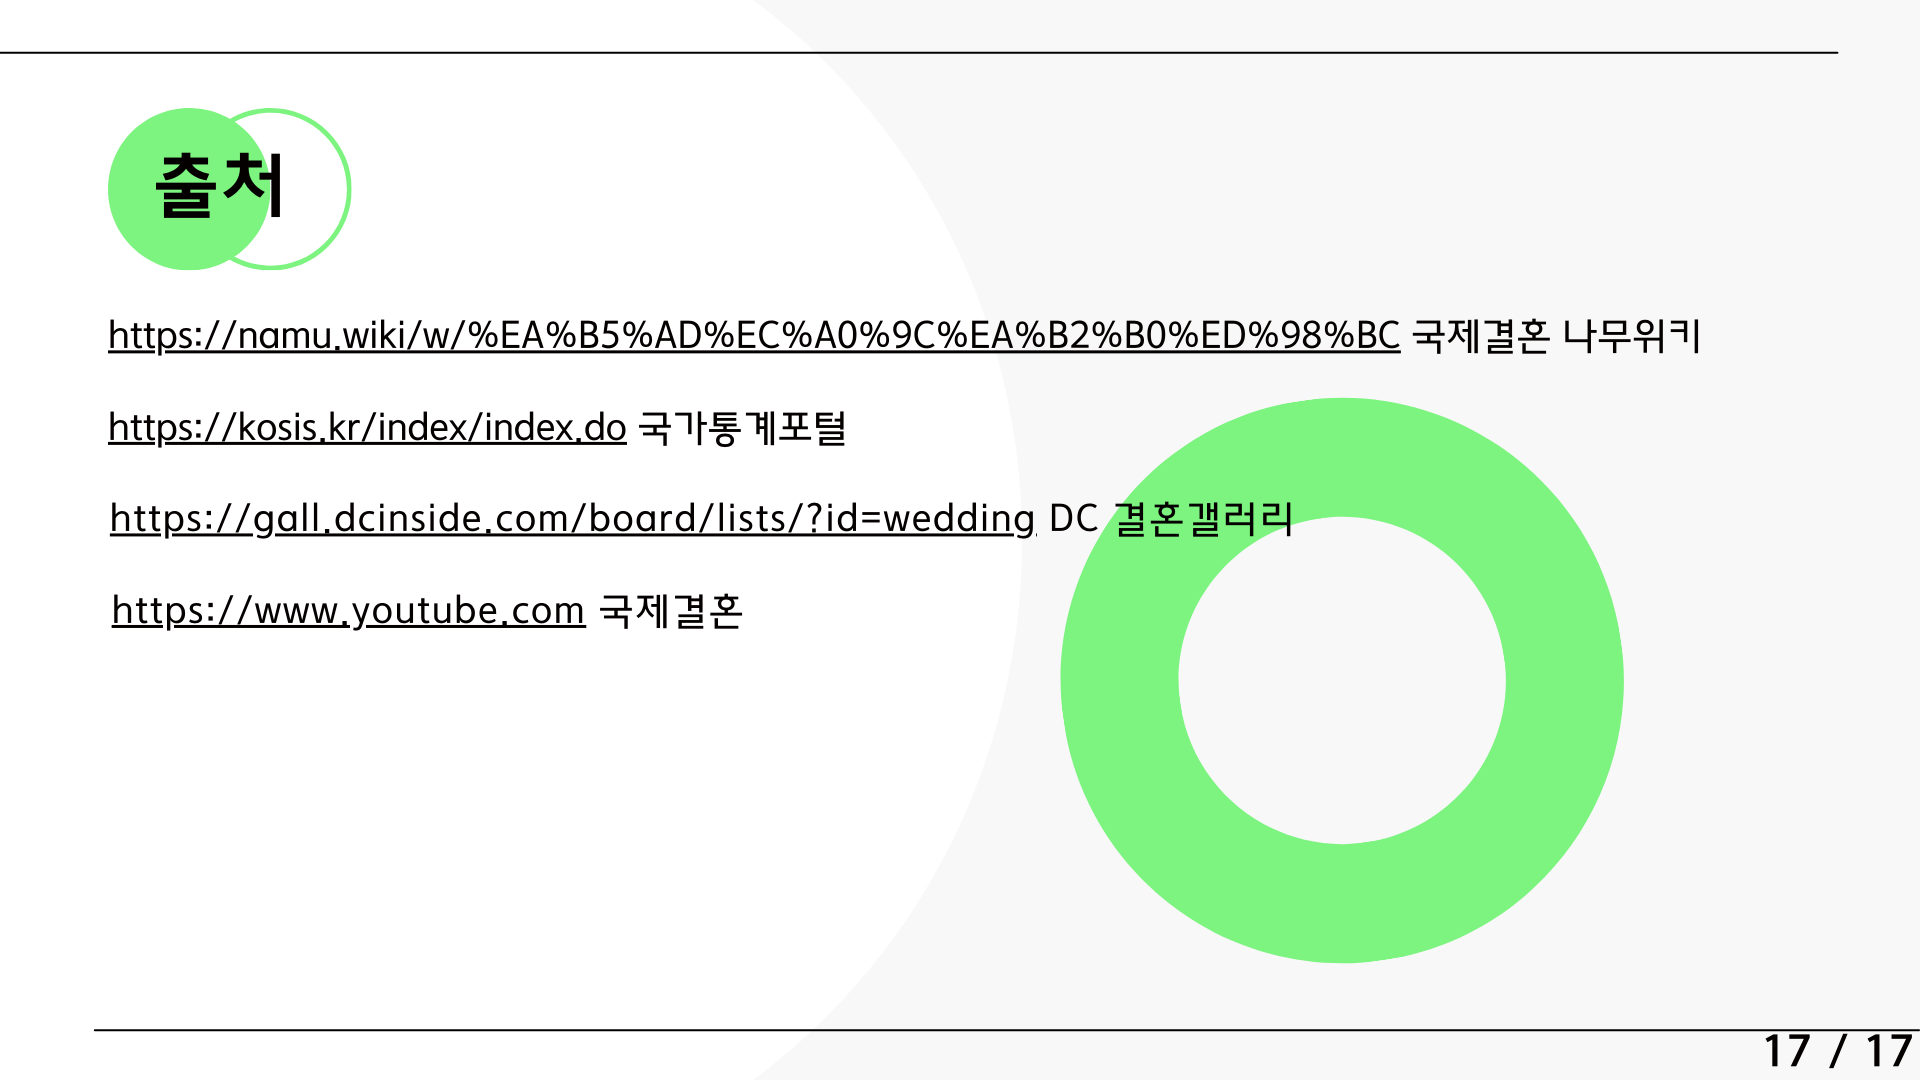 출처
https://namu.wiki/w/%EA%B5%AD%EC%A0%9C%EA%B2%B0%ED%98%BC 국제결혼 나무위키
https://kosis.kr/index/index.do 국가통계포털
https://gall.dcinside.com/board/lists/?id=wedding DC 결혼갤러리
https://www.youtube.com 국제결혼
17 / 17